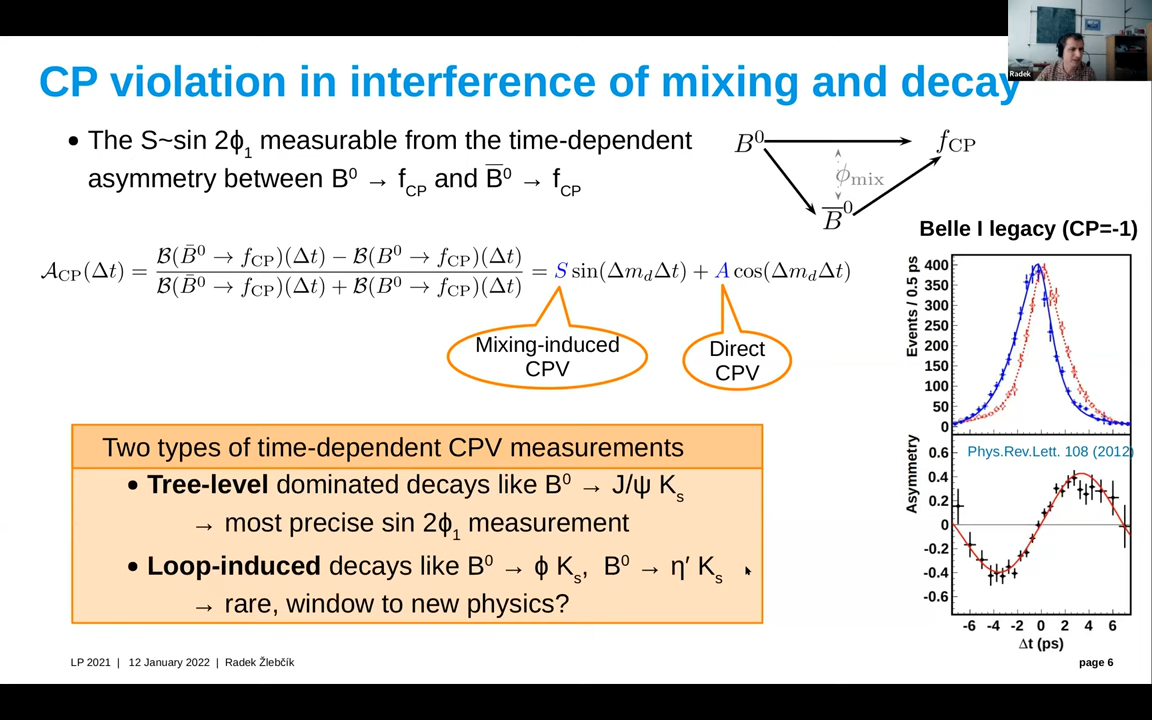 Radek
CP violation in interference of mixing and decay
• The S~sin 2ϕ₁ measurable from the time-dependent
asymmetry between B⁰ → f_CP and B̅⁰ → f_CP
B⁰ f_CP
ϕ_mix
B̅⁰
𝒜_CP(Δt) = (ℬ(B̄⁰ → f_CP)(Δt) − ℬ(B⁰ → f_CP)(Δt)) / (ℬ(B̄⁰ → f_CP)(Δt) + ℬ(B⁰ → f_CP)(Δt)) = S sin(Δm_dΔt) + A cos(Δm_dΔt)
Mixing-induced
CPV
Direct
CPV
Two types of time-dependent CPV measurements
• Tree-level dominated decays like B⁰ → J/ψ K_s
→ most precise sin 2ϕ₁ measurement
• Loop-induced decays like B⁰ → ϕ K_s, B⁰ → η′ K_s
→ rare, window to new physics?
Belle I legacy (CP=-1)
Events / 0.5 ps
400
350
300
250
200
150
100
50
0
Asymmetry
Phys.Rev.Lett. 108 (2012)
0.6
0.4
0.2
0
-0.2
-0.4
-0.6
-6 -4 -2 0 2 4 6
Δt (ps)
LP 2021 | 12 January 2022 | Radek Žlebčík
page 6